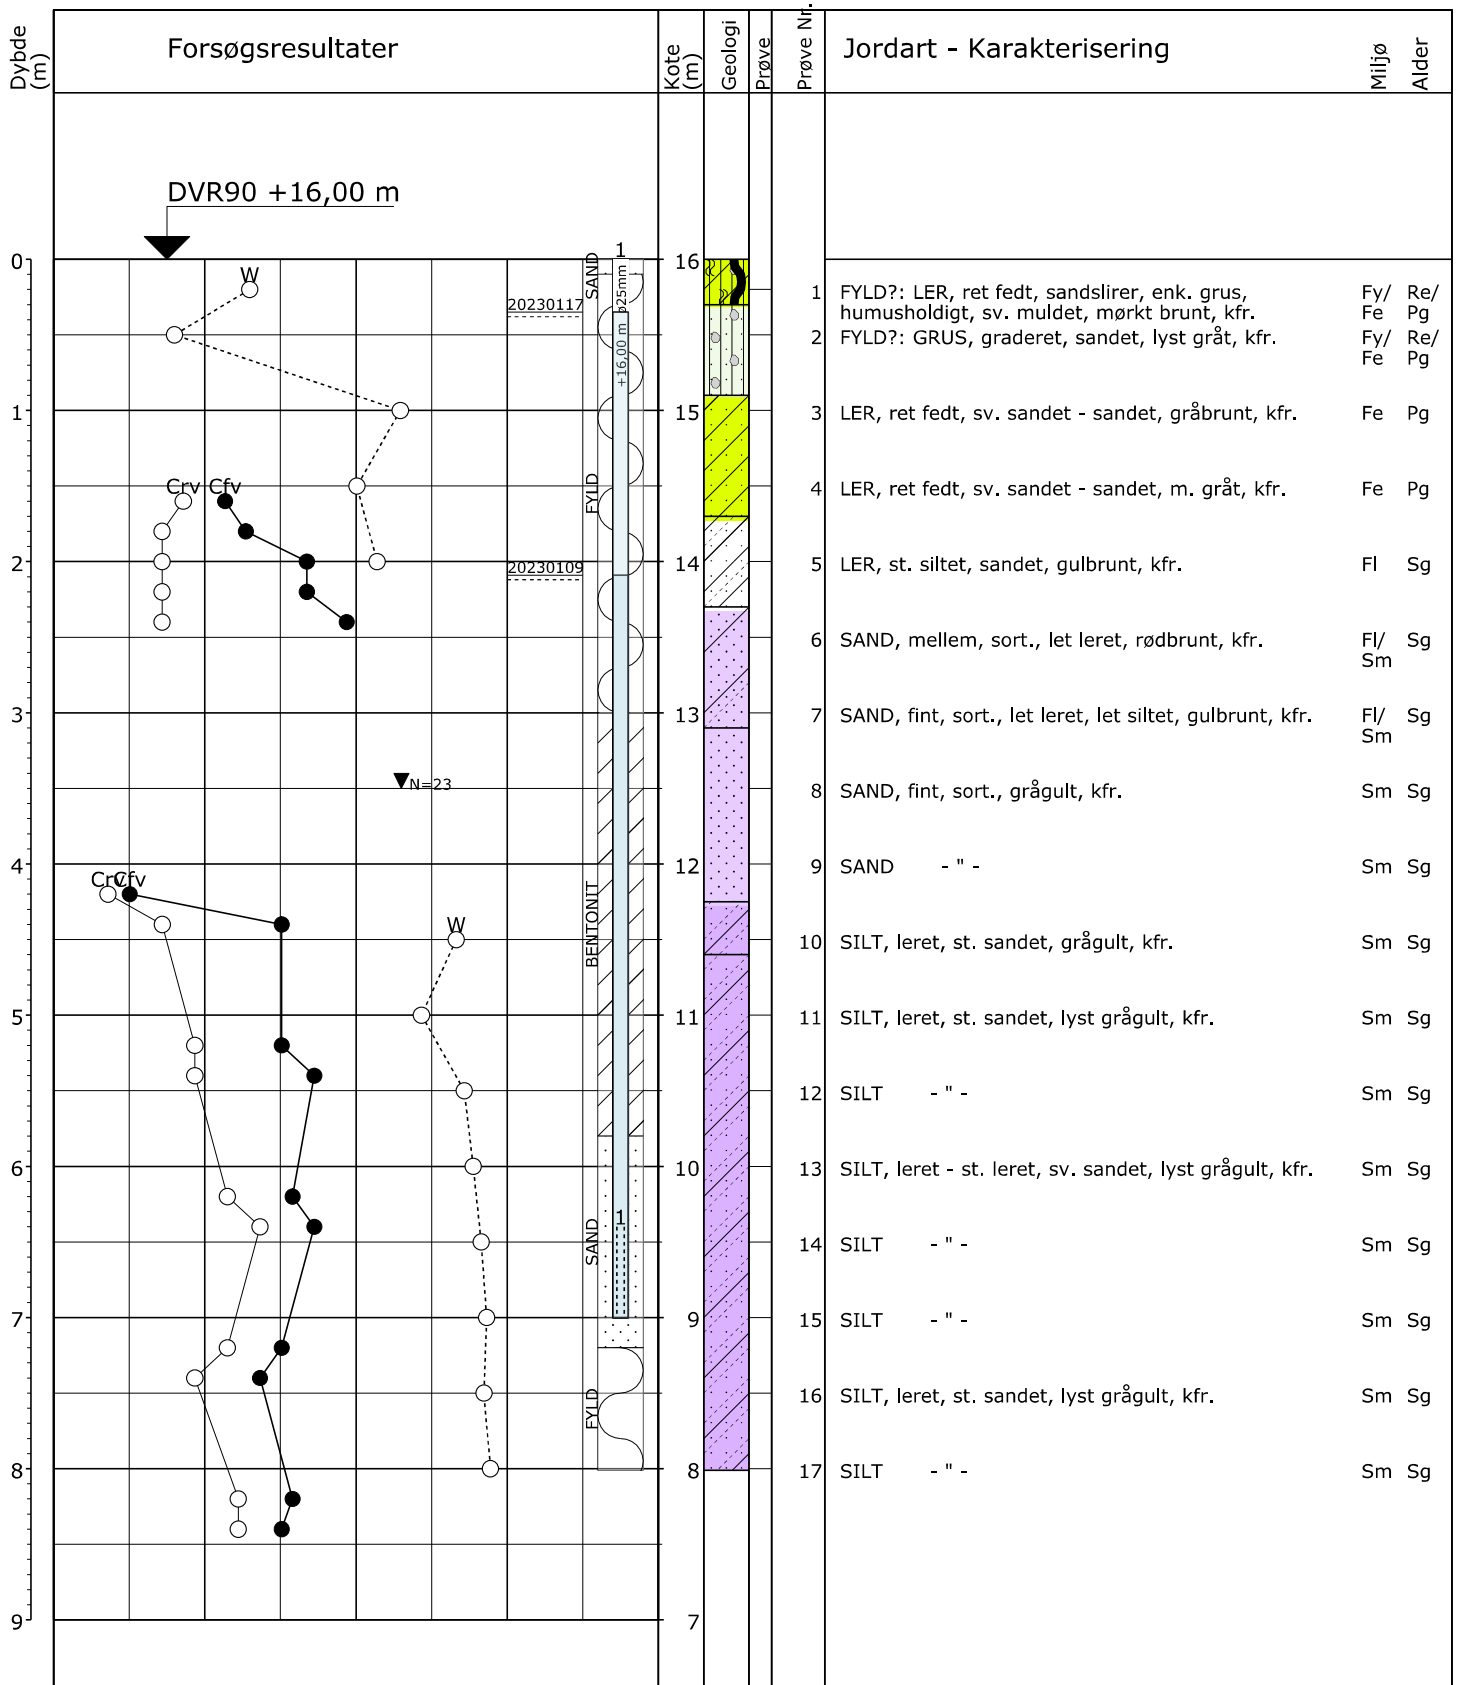 Dybde
(m)
Forsøgsresultater
Kote
(m)
Geologi
Prøve
Prøve Nr.
Jordart - Karakterisering
Miljø
Alder
DVR90 +16,00 m
0
W
SAND
1
ø25mm
16
20230117
+16,00 m
1 FYLD?: LER, ret fedt, sandslirer, enk. grus, Fy/ Re/
humusholdigt, sv. muldet, mørkt brunt, kfr. Fe Pg
2 FYLD?: GRUS, graderet, sandet, lyst gråt, kfr. Fy/ Re/
Fe Pg
1
15
3 LER, ret fedt, sv. sandet - sandet, gråbrunt, kfr. Fe Pg
Crv Cfv
FYLD
4 LER, ret fedt, sv. sandet - sandet, m. gråt, kfr. Fe Pg
2
20230109
14
5 LER, st. siltet, sandet, gulbrunt, kfr. Fl Sg
6 SAND, mellem, sort., let leret, rødbrunt, kfr. Fl/ Sg
Sm
3
13
7 SAND, fint, sort., let leret, let siltet, gulbrunt, kfr. Fl/ Sg
Sm
N=23
8 SAND, fint, sort., grågult, kfr. Sm Sg
4
12
9 SAND - " - Sm Sg
Crv Cfv
W
BENTONIT
10 SILT, leret, st. sandet, grågult, kfr. Sm Sg
5
11
11 SILT, leret, st. sandet, lyst grågult, kfr. Sm Sg
12 SILT - " - Sm Sg
6
10
13 SILT, leret - st. leret, sv. sandet, lyst grågult, kfr. Sm Sg
1
SAND
14 SILT - " - Sm Sg
7
9
15 SILT - " - Sm Sg
FYLD
16 SILT, leret, st. sandet, lyst grågult, kfr. Sm Sg
8
8
17 SILT - " - Sm Sg
9
7